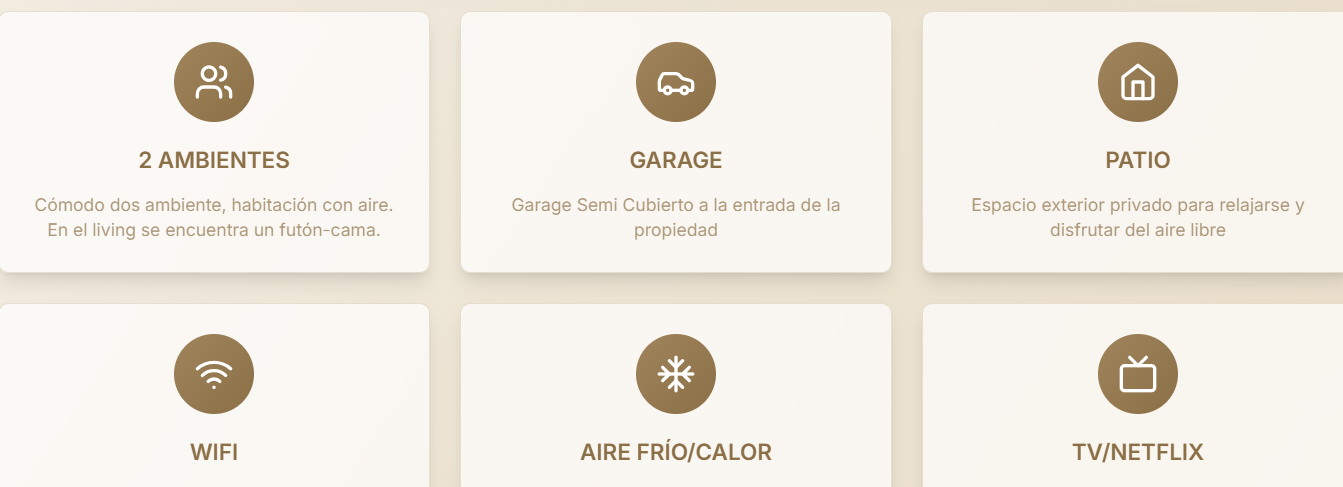 2 AMBIENTES
Cómodo dos ambiente, habitación con aire.
En el living se encuentra un futón-cama.
GARAGE
Garage Semi Cubierto a la entrada de la
propiedad
PATIO
Espacio exterior privado para relajarse y
disfrutar del aire libre
WIFI
AIRE FRÍO/CALOR
TV/NETFLIX